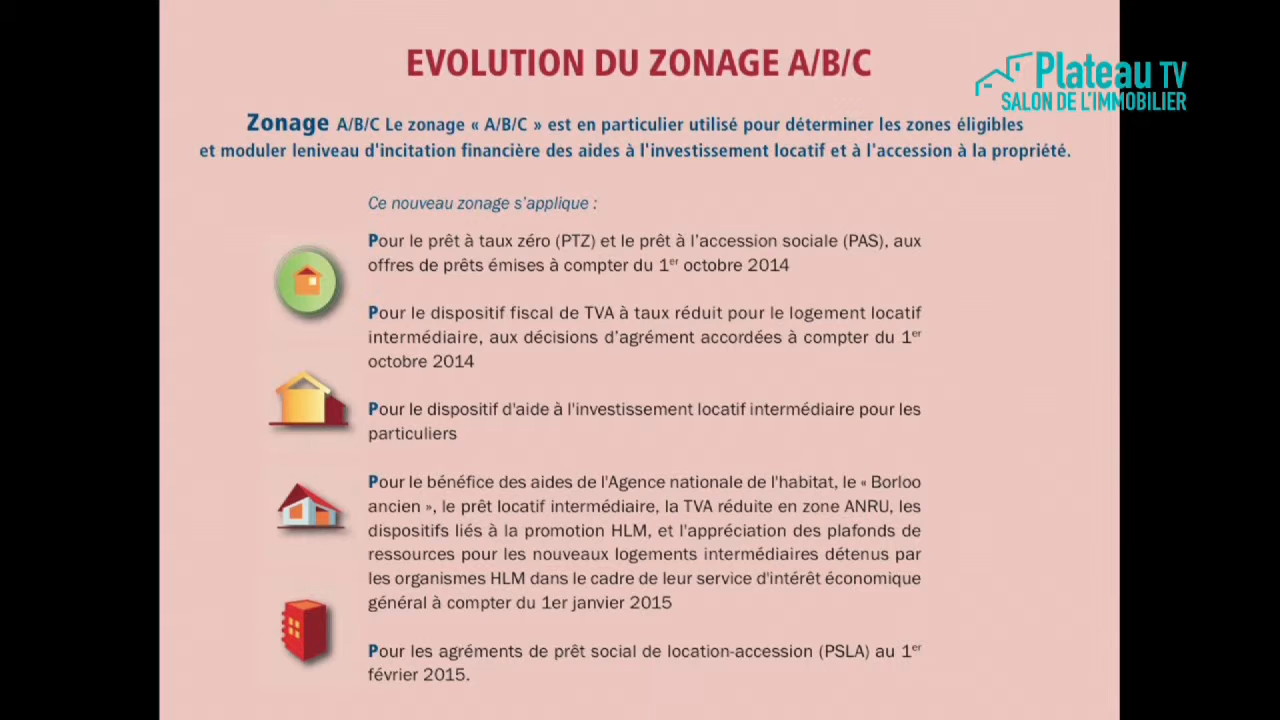 EVOLUTION DU ZONAGE A/B/C
Plateau TV
SALON DE L'IMMOBILIER
Zonage A/B/C Le zonage « A/B/C » est en particulier utilisé pour déterminer les zones éligibles
et moduler leniveau d'incitation financière des aides à l'investissement locatif et à l'accession à la propriété.
Ce nouveau zonage s'applique :
Pour le prêt à taux zéro (PTZ) et le prêt à l'accession sociale (PAS), aux
offres de prêts émises à compter du 1er octobre 2014
Pour le dispositif fiscal de TVA à taux réduit pour le logement locatif
intermédiaire, aux décisions d'agrément accordées à compter du 1er
octobre 2014
Pour le dispositif d'aide à l'investissement locatif intermédiaire pour les
particuliers
Pour le bénéfice des aides de l'Agence nationale de l'habitat, le « Borloo
ancien », le prêt locatif intermédiaire, la TVA réduite en zone ANRU, les
dispositifs liés à la promotion HLM, et l'appréciation des plafonds de
ressources pour les nouveaux logements intermédiaires détenus par
les organismes HLM dans le cadre de leur service d'intérêt économique
général à compter du 1er janvier 2015
Pour les agréments de prêt social de location-accession (PSLA) au 1er
février 2015.